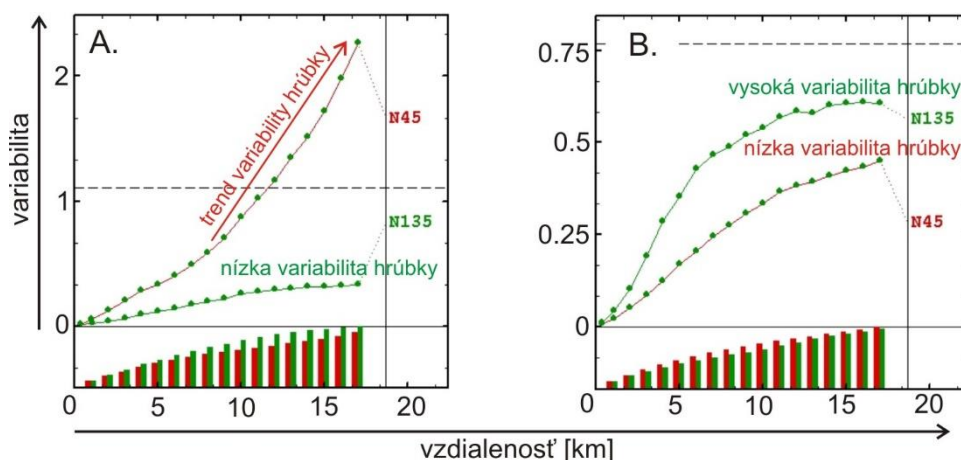 A.
2
1
0
variabilita
trend variability hrúbky
N45
N135
nízka variabilita hrúbky
0 5 10 15 20
B.
0.75
0.5
0.25
0
vysoká variabilita hrúbky
N135
nízka variabilita hrúbky
N45
0 5 10 15 20
vzdialenosť [km]